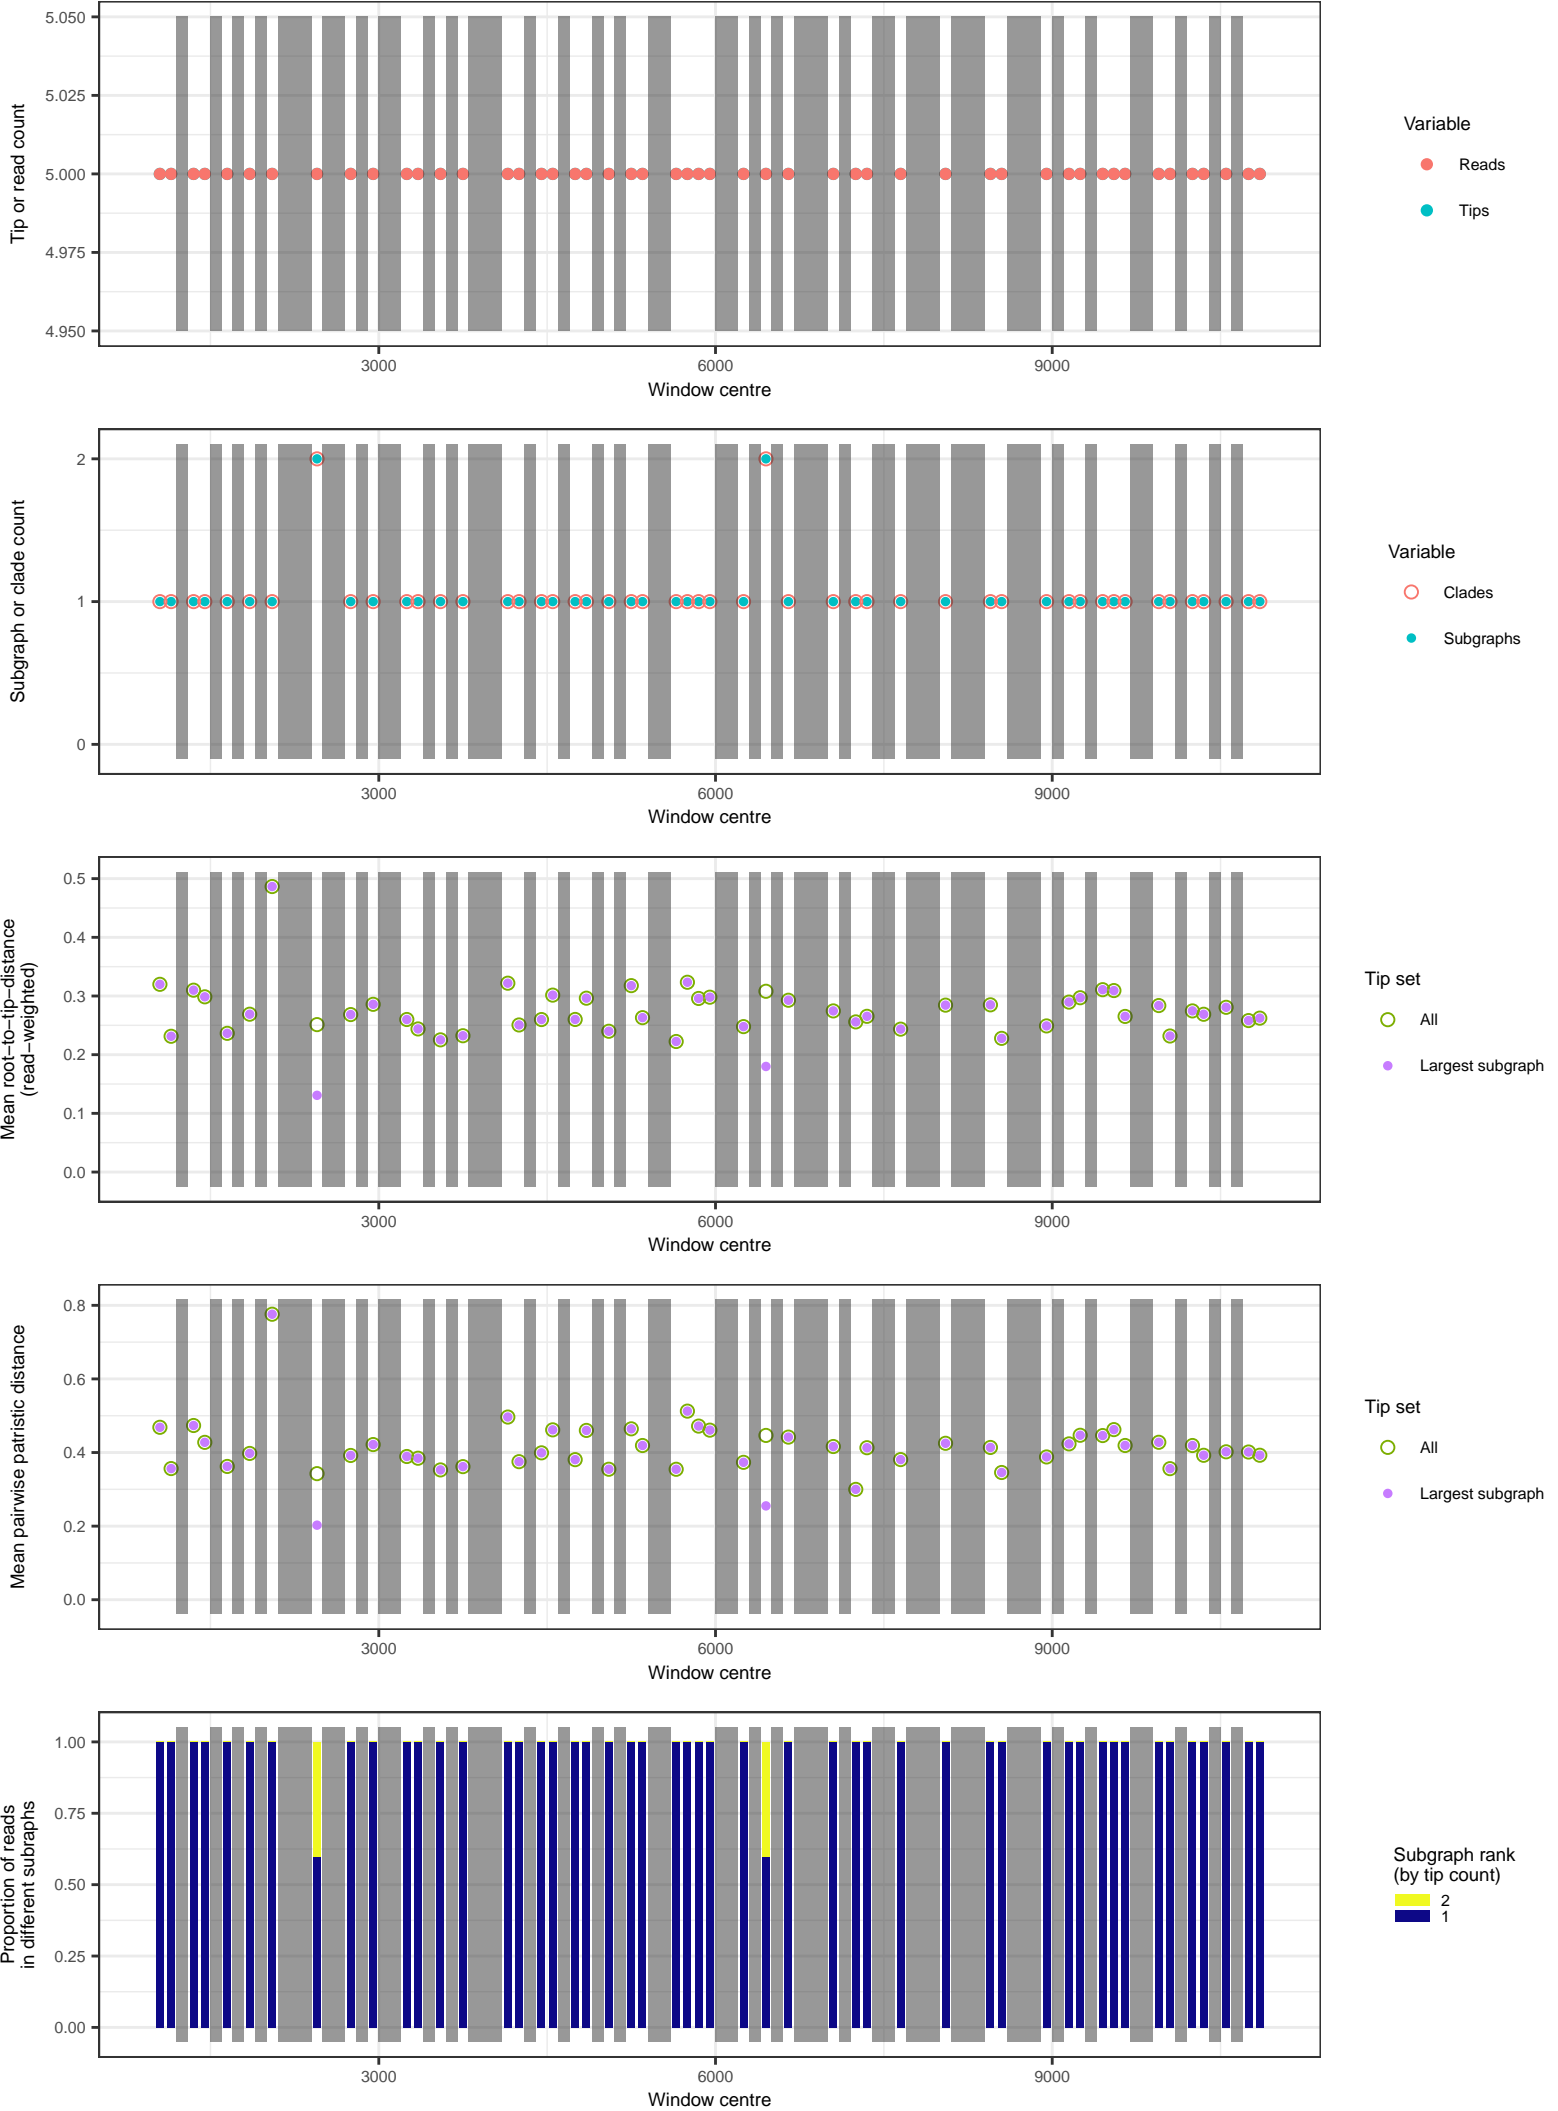 5.050
5.025
5.000
4.975
4.950
Tip or read count
3000
6000
9000
Window centre
Variable
Reads
Tips
2
1
0
Subgraph or clade count
3000
6000
9000
Window centre
Variable
Clades
Subgraphs
0.5
0.4
0.3
0.2
0.1
0.0
Mean root−to−tip−distance
(read−weighted)
3000
6000
9000
Window centre
Tip set
All
Largest subgraph
0.8
0.6
0.4
0.2
0.0
Mean pairwise patristic distance
3000
6000
9000
Window centre
Tip set
All
Largest subgraph
1.00
0.75
0.50
0.25
0.00
Proportion of reads
in different subraphs
3000
6000
9000
Window centre
Subgraph rank
(by tip count)
2
1